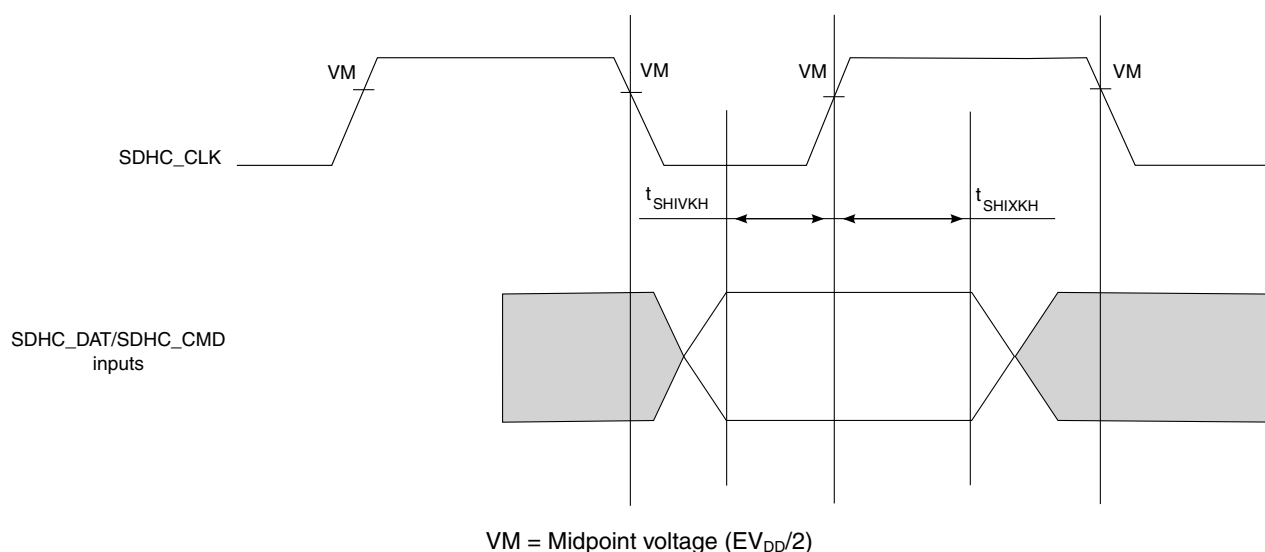 VM VM VM VM
SDHC_CLK
tSHIVKH tSHIXKH
SDHC_DAT/SDHC_CMD
inputs
VM = Midpoint voltage (EVDD/2)